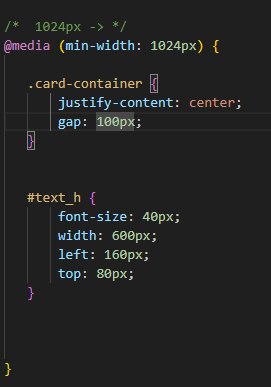 /*  1024px -> */
@media (min-width: 1024px) {
.card-container {
justify-content: center;
gap: 100px;
}
#text_h {
font-size: 40px;
width: 600px;
left: 160px;
top: 80px;
}
}